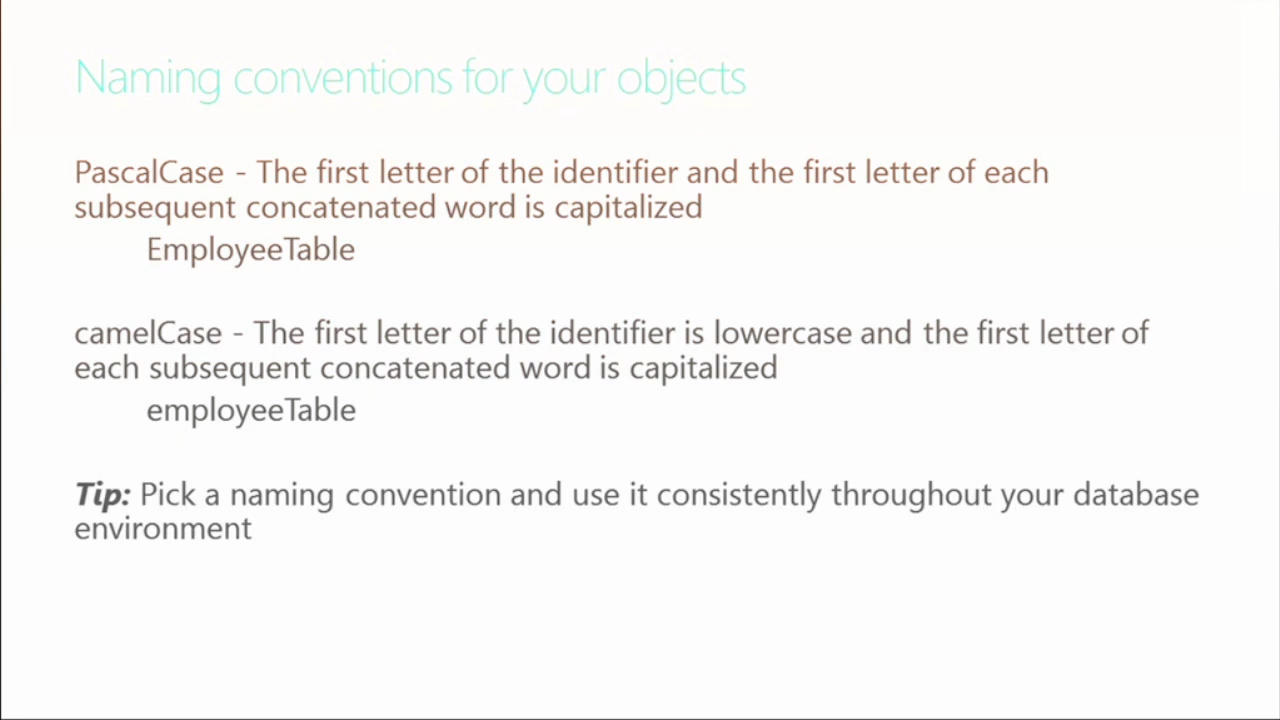 Naming conventions for your objects
PascalCase - The first letter of the identifier and the first letter of each
subsequent concatenated word is capitalized
EmployeeTable
camelCase - The first letter of the identifier is lowercase and the first letter of
each subsequent concatenated word is capitalized
employeeTable
Tip: Pick a naming convention and use it consistently throughout your database
environment